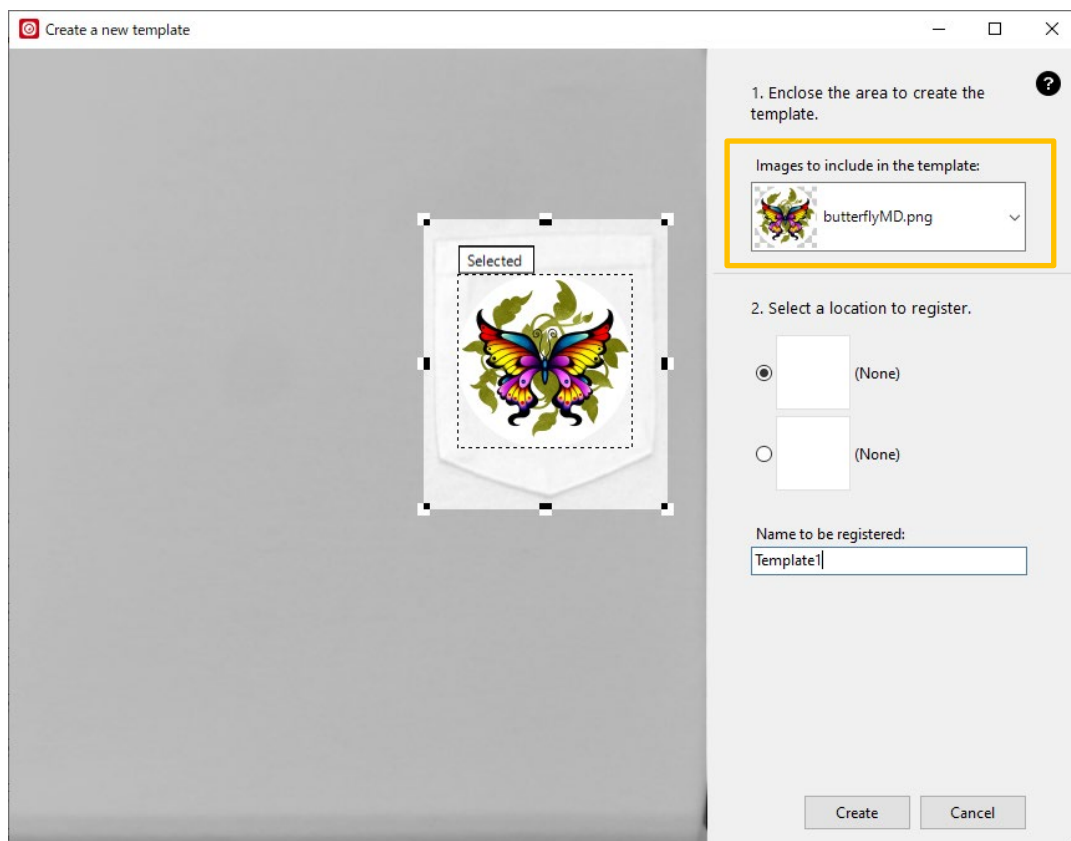 Create a new template
1. Enclose the area to create the
template.
?
Images to include in the template:
butterflyMD.png
Selected
2. Select a location to register.
(None)
(None)
Name to be registered:
Template1
Create
Cancel